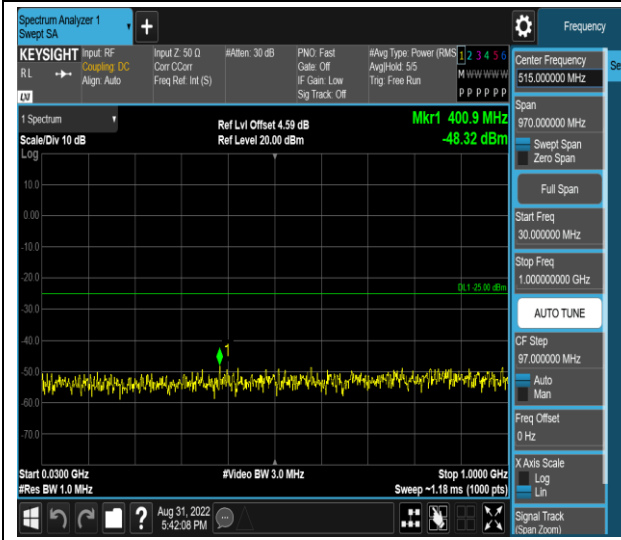 Spectrum Analyzer 1
Swept SA
Frequency
KEYSIGHT
RL
LXI
Input: RF
Coupling: DC
Align: Auto
Input Z: 50 Ω
Corr CCorr
Freq Ref: Int (S)
#Atten: 30 dB
PNO: Fast
Gate: Off
IF Gain: Low
Sig Track: Off
#Avg Type: Power (RMS
Avg|Hold: 5/5
Trig: Free Run
1 2 3 4 5 6
M W W W W W
P P P P P P
1 Spectrum
Scale/Div 10 dB
Log
Ref Lvl Offset 4.59 dB
Ref Level 20.00 dBm
Mkr1 400.9 MHz
-48.32 dBm
10.0
0.00
-10.0
-20.0
DL1 -25.00 dBm
-30.0
-40.0
1
-50.0
-60.0
-70.0
Start 0.0300 GHz
#Res BW 1.0 MHz
#Video BW 3.0 MHz
Stop 1.0000 GHz
Sweep ~1.18 ms (1000 pts)
Aug 31, 2022
5:42:08 PM
?
Center Frequency
515.000000 MHz
Se
Span
970.000000 MHz
Swept Span
Zero Span
Full Span
Start Freq
30.000000 MHz
Stop Freq
1.000000000 GHz
AUTO TUNE
CF Step
97.000000 MHz
Auto
Man
Freq Offset
0 Hz
X Axis Scale
Log
Lin
Signal Track
(Span Zoom)